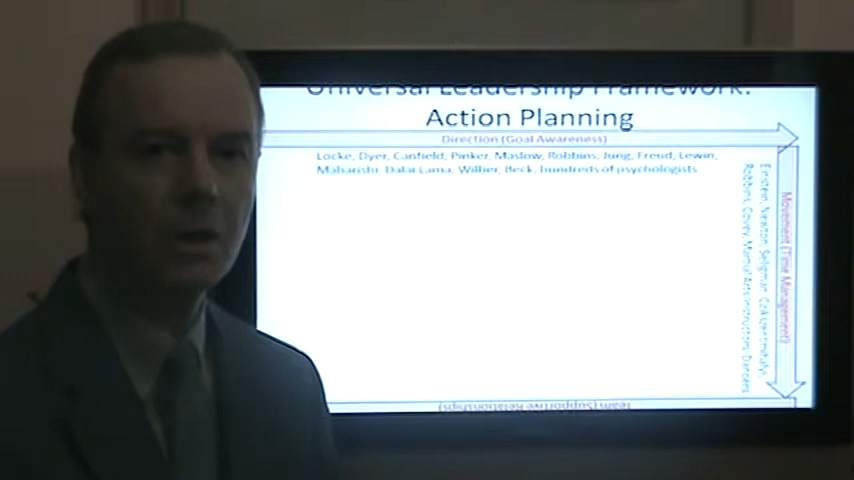 Universal Leadership Framework:
Action Planning
Direction (Goal Awareness)
Locke, Dyer, Canfield, Pinker, Maslow, Robbins, Jung, Freud, Lewin,
Maharishi, Dalai Lama, Wilber, Beck, hundreds of psychologists
Movement (Time Management)
Einstein, Newton, Seligman, Csikszentmihalyi,
Robbins, Covey, Martial Arts Instructors, Dancers
Team (Supportive Relationships)